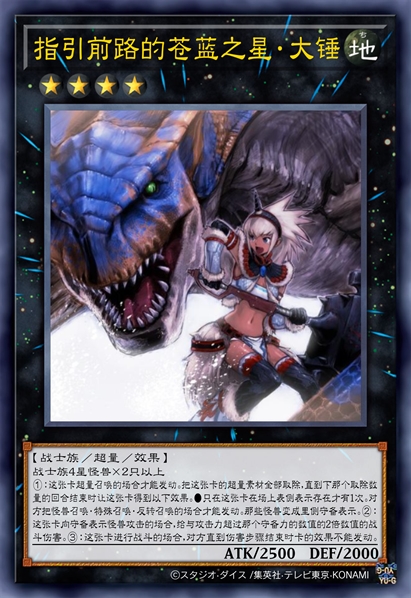 指引前路的苍蓝之星·大锤
地
【战士族／超量／效果】
战士族4星怪兽×2只以上
①：这张卡超量召唤的场合才能发动。把这张卡的超量素材全部取除，直到下那个取除数
量的回合结束时让这张卡得到以下效果。●只在这张卡在场上表侧表示存在才有1次。对
方把怪兽召唤·特殊召唤·反转召唤的场合才能发动。那些怪兽变成里侧守备表示。②：
这张卡向守备表示怪兽攻击的场合，给与攻击力超过那个守备力的数值的2倍数值的战
斗伤害。③：这张卡进行战斗的场合，对方直到伤害步骤结束时卡的效果不能发动。
ATK/2500 DEF/2000
©スタジオ·ダイス /集英社·テレビ東京·KONAMI
YU-G